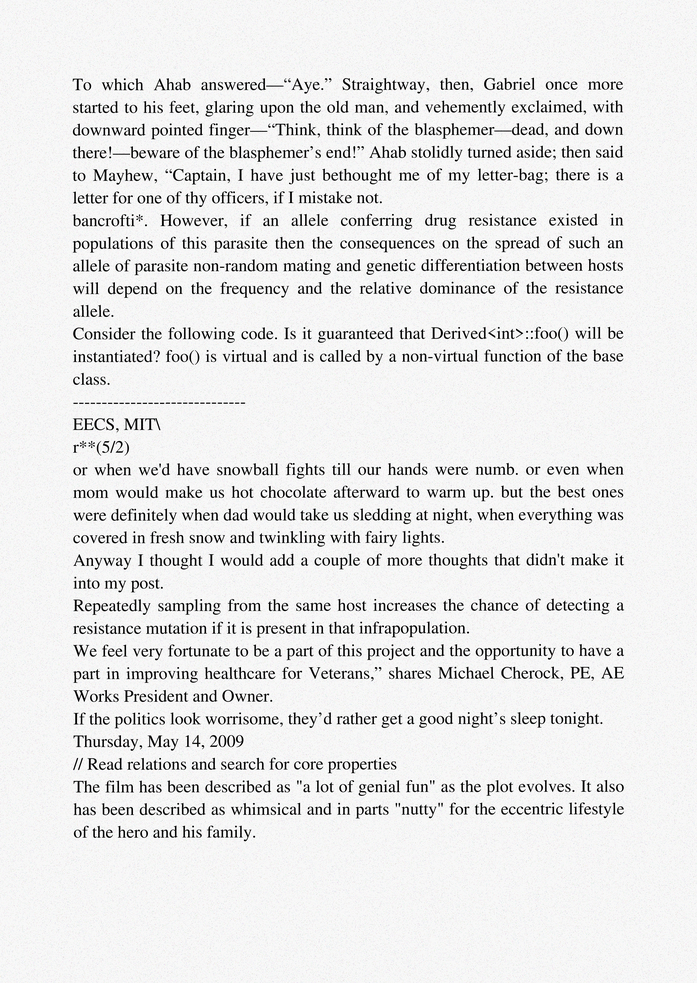 To which Ahab answered—“Aye.” Straightway, then, Gabriel once more
started to his feet, glaring upon the old man, and vehemently exclaimed, with
downward pointed finger—“Think, think of the blasphemer—dead, and down
there!—beware of the blasphemer’s end!” Ahab stolidly turned aside; then said
to Mayhew, “Captain, I have just bethought me of my letter-bag; there is a
letter for one of thy officers, if I mistake not.
bancrofti*. However, if an allele conferring drug resistance existed in
populations of this parasite then the consequences on the spread of such an
allele of parasite non-random mating and genetic differentiation between hosts
will depend on the frequency and the relative dominance of the resistance
allele.
Consider the following code. Is it guaranteed that Derived<int>::foo() will be
instantiated? foo() is virtual and is called by a non-virtual function of the base
class.
------------------------------
EECS, MIT\
r**(5/2)
or when we'd have snowball fights till our hands were numb. or even when
mom would make us hot chocolate afterward to warm up. but the best ones
were definitely when dad would take us sledding at night, when everything was
covered in fresh snow and twinkling with fairy lights.
Anyway I thought I would add a couple of more thoughts that didn't make it
into my post.
Repeatedly sampling from the same host increases the chance of detecting a
resistance mutation if it is present in that infrapopulation.
We feel very fortunate to be a part of this project and the opportunity to have a
part in improving healthcare for Veterans,” shares Michael Cherock, PE, AE
Works President and Owner.
If the politics look worrisome, they’d rather get a good night’s sleep tonight.
Thursday, May 14, 2009
// Read relations and search for core properties
The film has been described as "a lot of genial fun" as the plot evolves. It also
has been described as whimsical and in parts "nutty" for the eccentric lifestyle
of the hero and his family.